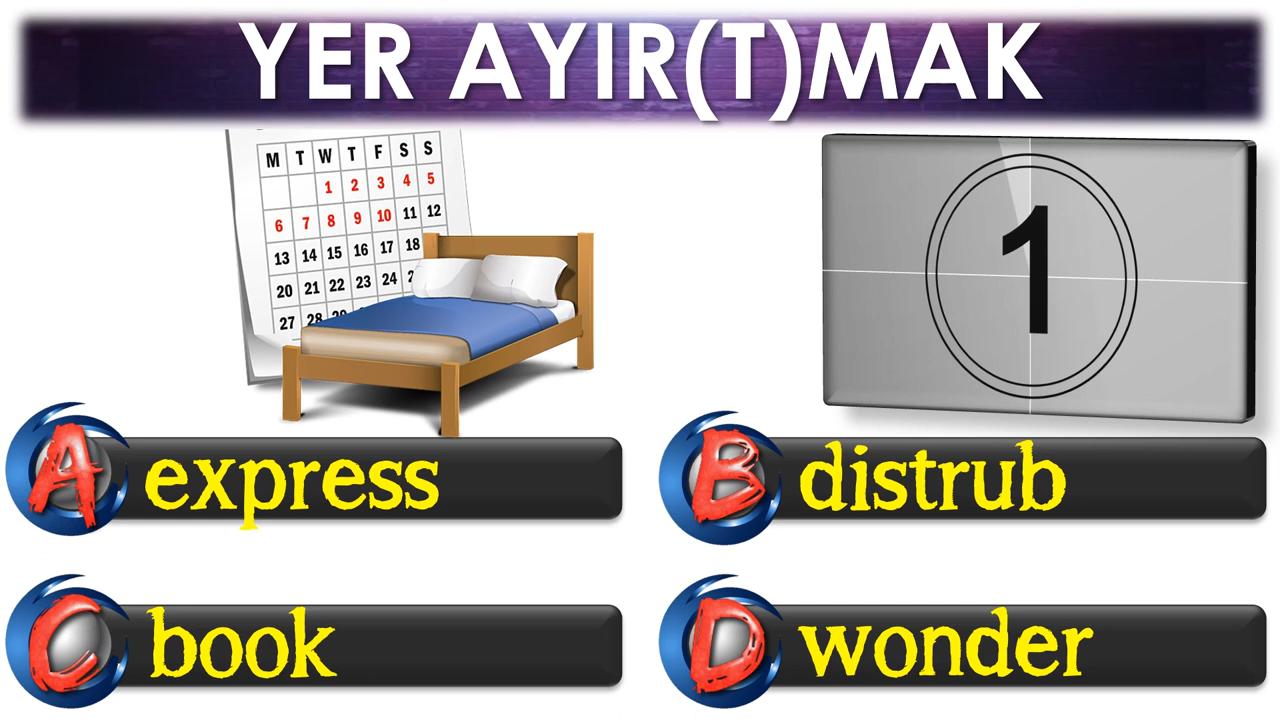 YER AYIR(T)MAK
M T W T F S S
1 2 3 4 5
6 7 8 9 10 11 12
13 14 15 16 17 18
20 21 22 23 24
27 28
1
A express
B distrub
C book
D wonder